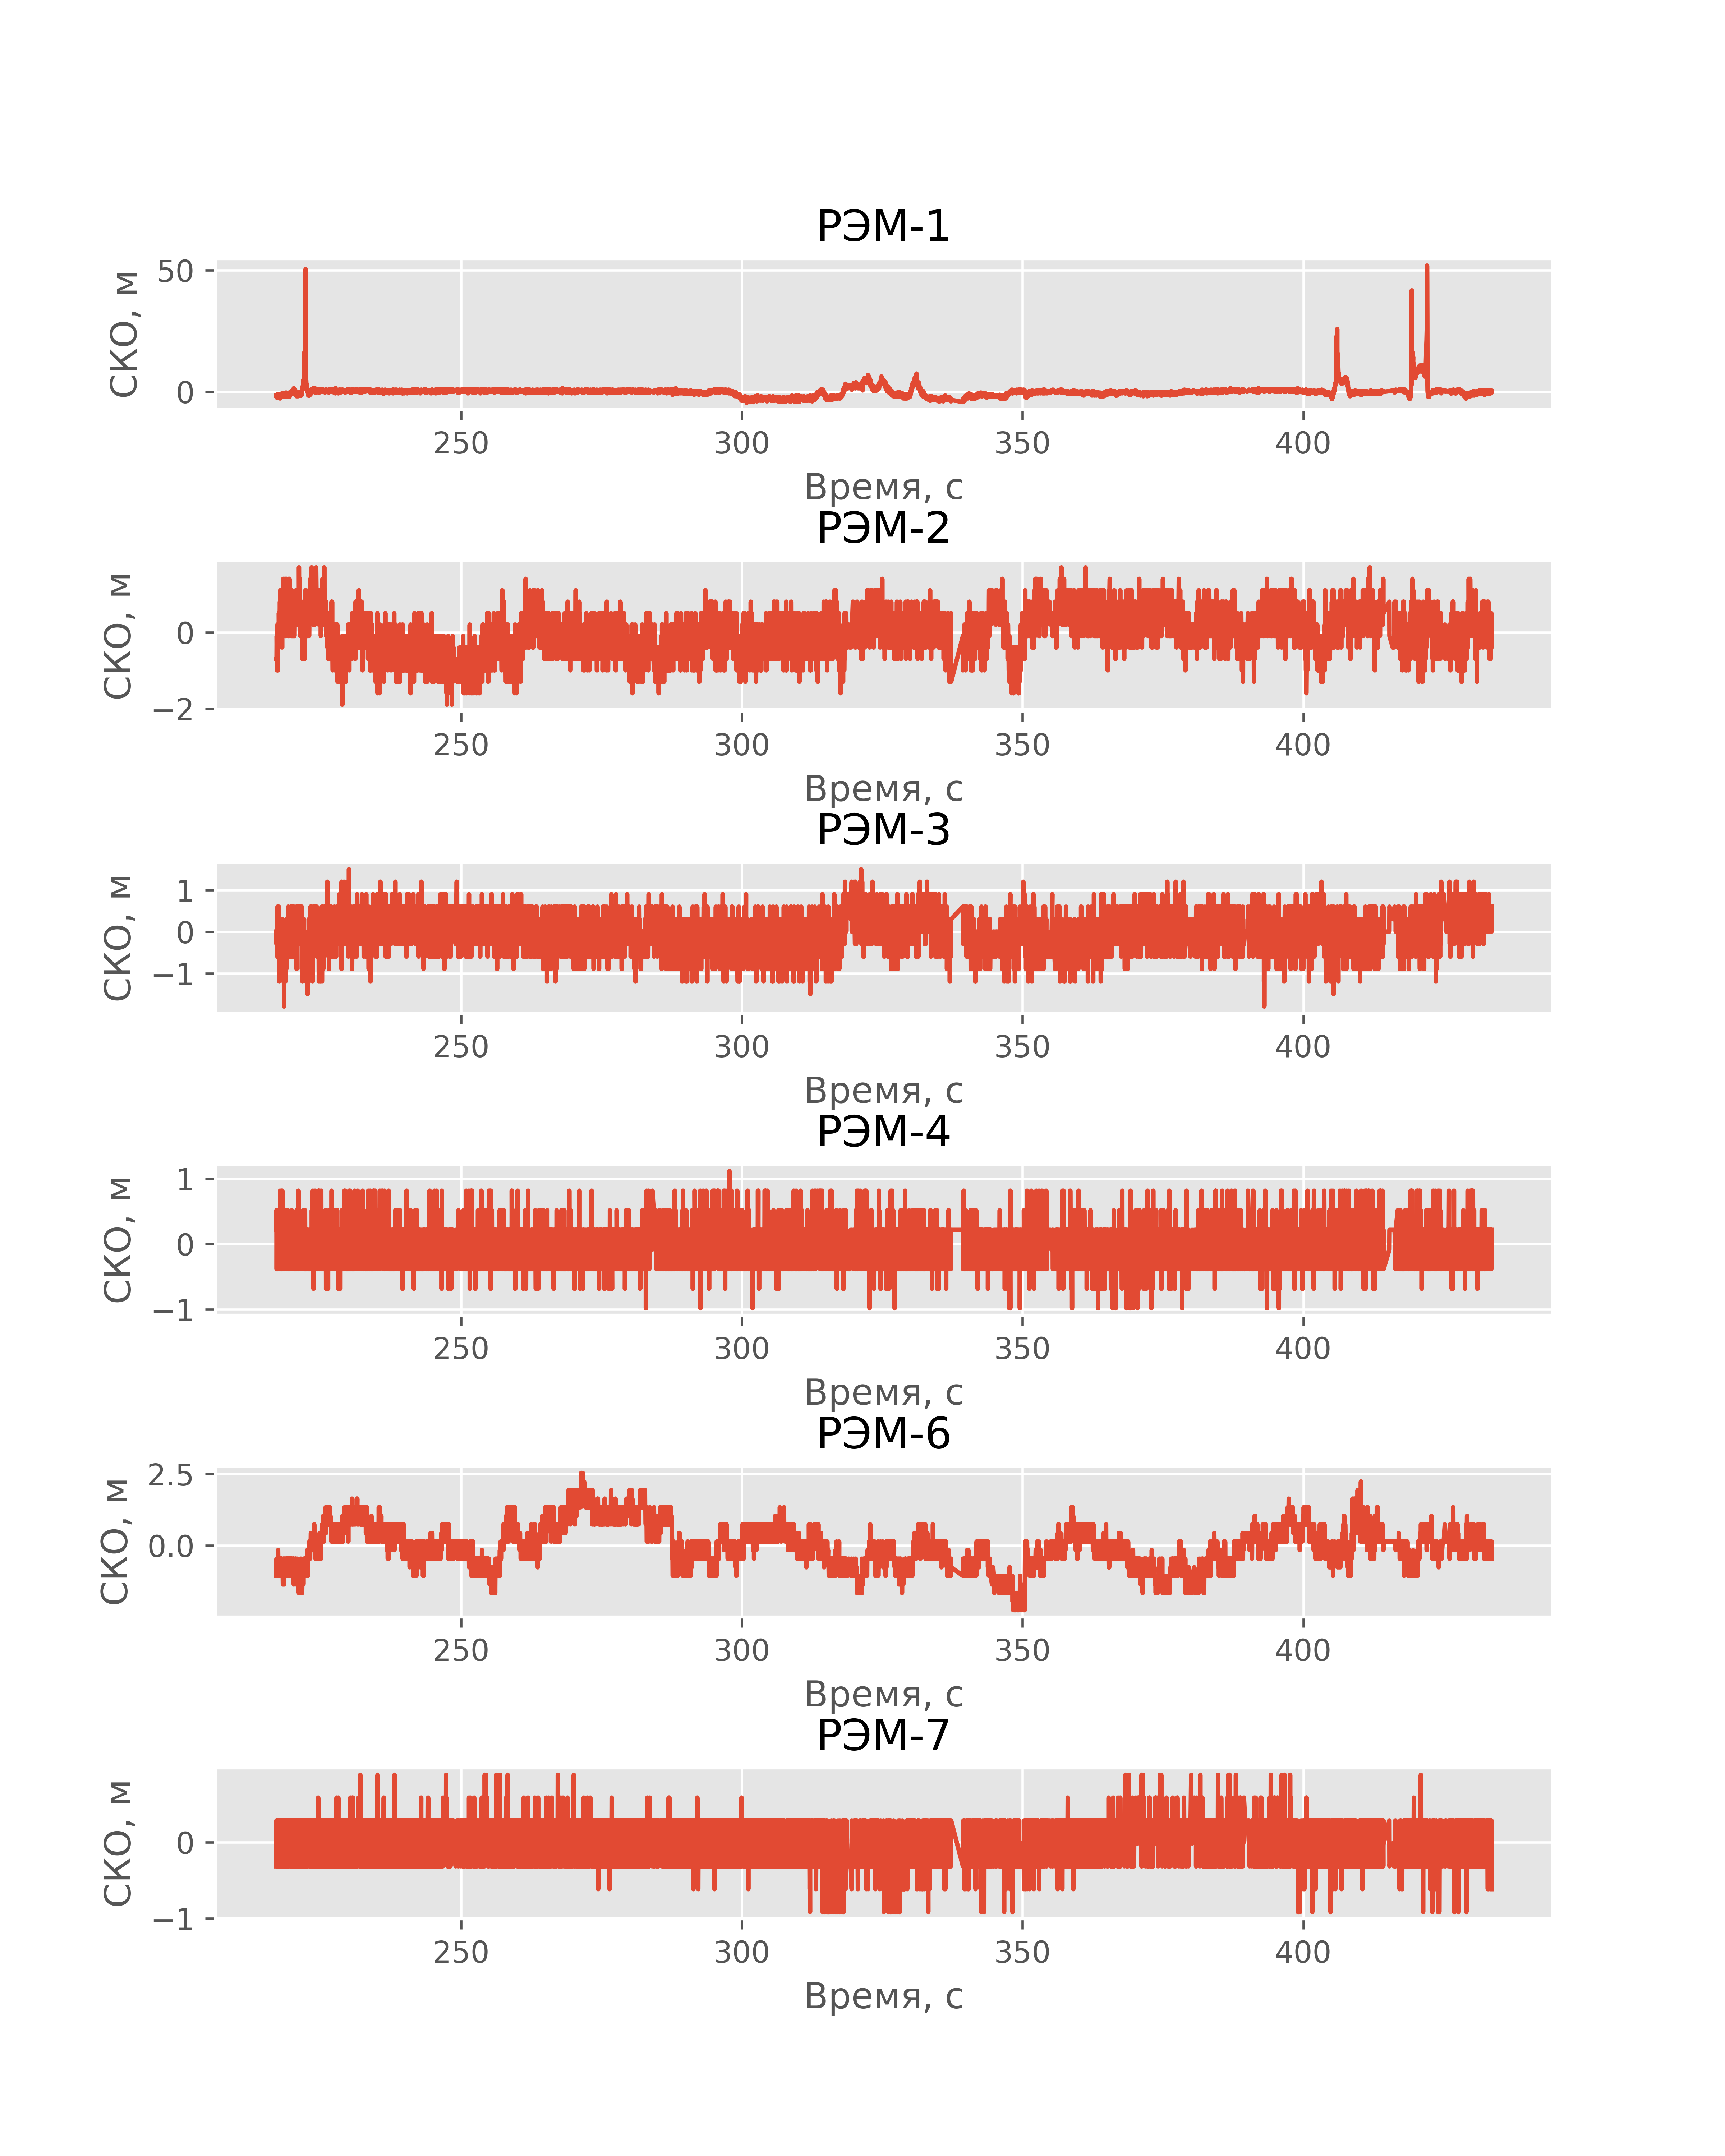 РЭМ-1
СКО, м
50
0
250 300 350 400
Время, с
РЭМ-2
СКО, м
0
−2
250 300 350 400
Время, с
РЭМ-3
СКО, м
1
0
−1
250 300 350 400
Время, с
РЭМ-4
СКО, м
1
0
−1
250 300 350 400
Время, с
РЭМ-6
СКО, м
2.5
0.0
250 300 350 400
Время, с
РЭМ-7
СКО, м
0
−1
250 300 350 400
Время, с